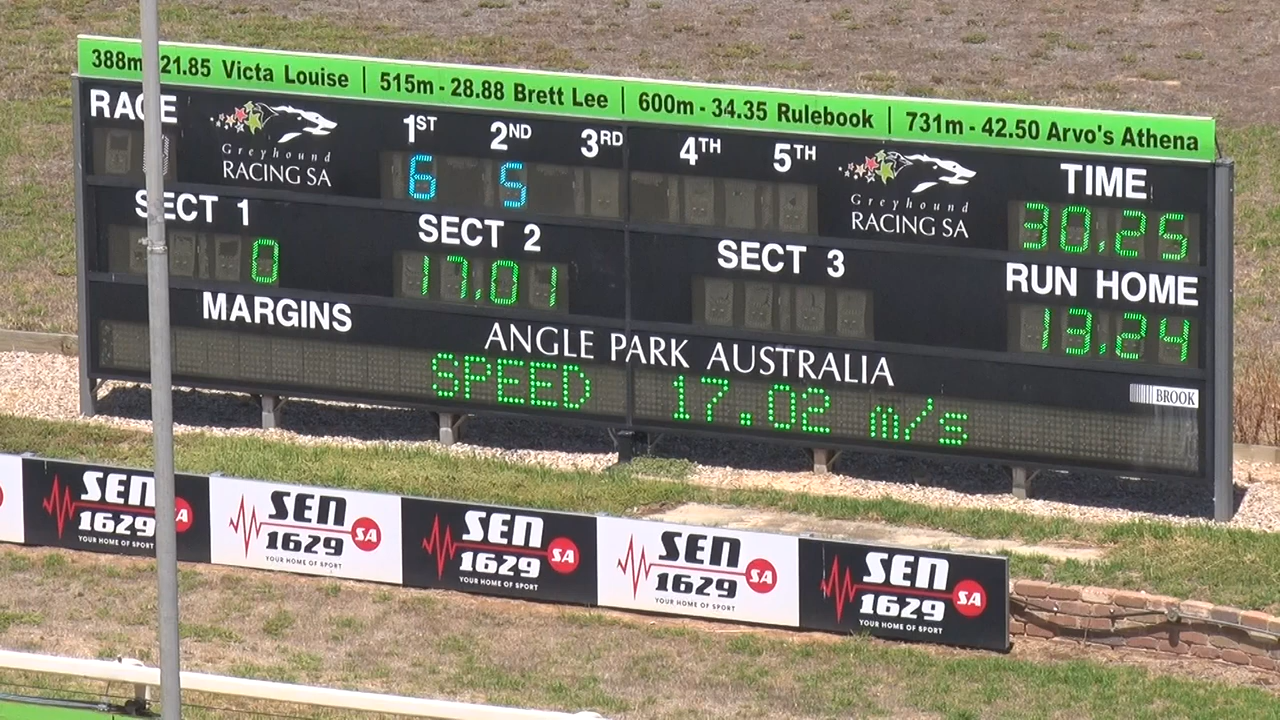 388m 21.85 Victa Louise | 515m - 28.88 Brett Lee | 600m - 34.35 Rulebook | 731m - 42.50 Arvo's Athena
RACE 1ST 2ND 3RD 4TH 5TH TIME
Greyhound RACING SA
6 5
Greyhound RACING SA
30.25
SECT 1 SECT 2 SECT 3 RUN HOME
0 17.01 13.24
MARGINS ANGLE PARK AUSTRALIA
SPEED 17.02 m/s
BROOK
SEN SA
1629
YOUR HOME OF SPORT
SEN SA
1629
YOUR HOME OF SPORT
SEN SA
1629
YOUR HOME OF SPORT
SEN SA
1629
YOUR HOME OF SPORT
SEN SA
1629
YOUR HOME OF SPORT